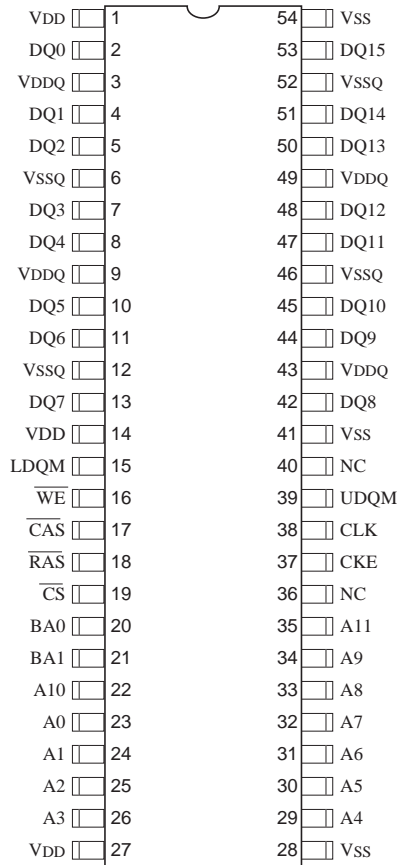 VDD 1 54 VSS
DQ0 2 53 DQ15
VDDQ 3 52 VSSQ
DQ1 4 51 DQ14
DQ2 5 50 DQ13
VSSQ 6 49 VDDQ
DQ3 7 48 DQ12
DQ4 8 47 DQ11
VDDQ 9 46 VSSQ
DQ5 10 45 DQ10
DQ6 11 44 DQ9
VSSQ 12 43 VDDQ
DQ7 13 42 DQ8
VDD 14 41 VSS
LDQM 15 40 NC
W̅E̅ 16 39 UDQM
C̅A̅S̅ 17 38 CLK
R̅A̅S̅ 18 37 CKE
C̅S̅ 19 36 NC
BA0 20 35 A11
BA1 21 34 A9
A10 22 33 A8
A0 23 32 A7
A1 24 31 A6
A2 25 30 A5
A3 26 29 A4
VDD 27 28 VSS